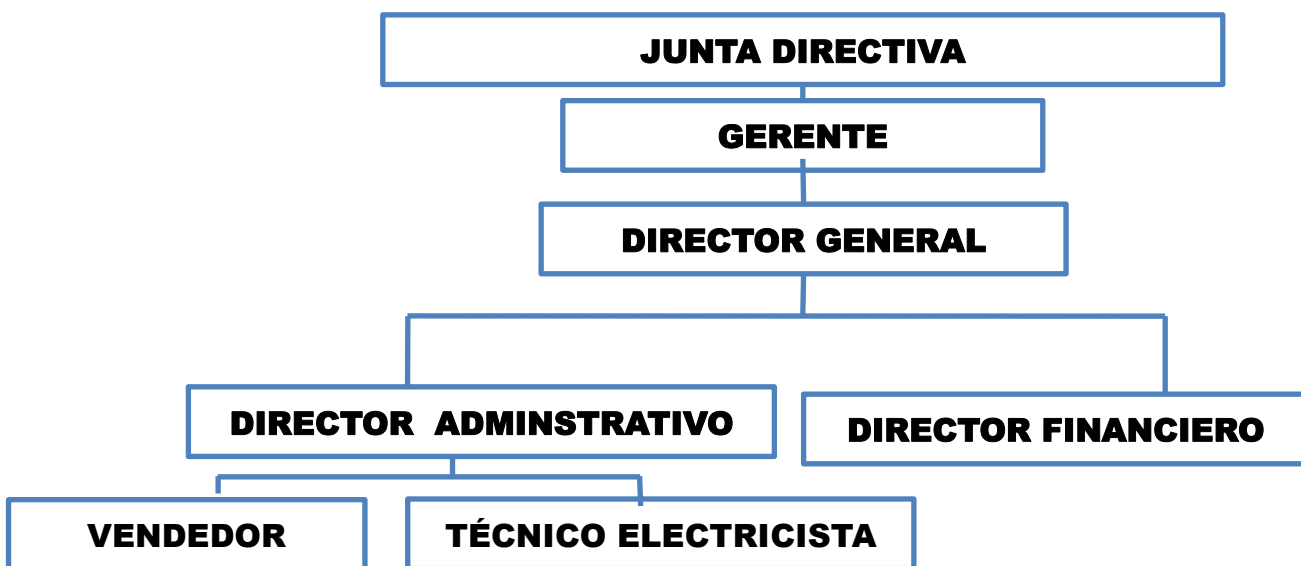 JUNTA DIRECTIVA
GERENTE
DIRECTOR GENERAL
DIRECTOR ADMINSTRATIVO
DIRECTOR FINANCIERO
VENDEDOR
TÉCNICO ELECTRICISTA